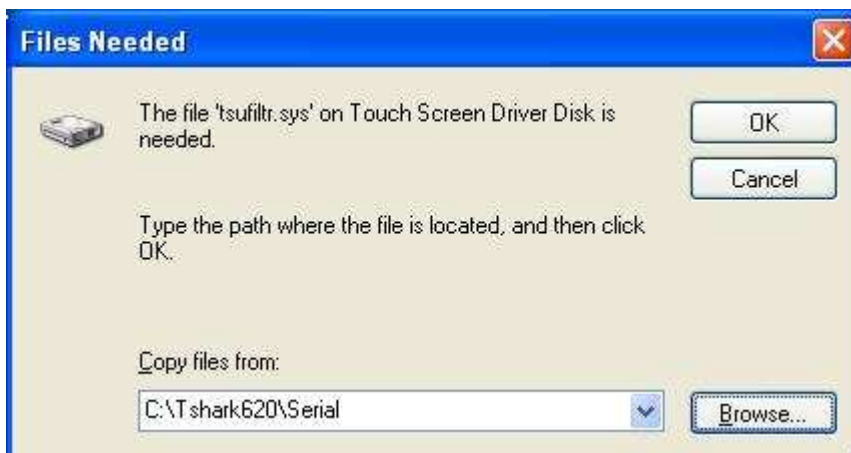 Files Needed
The file 'tsufiltr.sys' on Touch Screen Driver Disk is
needed.
OK
Cancel
Type the path where the file is located, and then click
OK.
Copy files from:
C:\Tshark620\Serial
Browse...